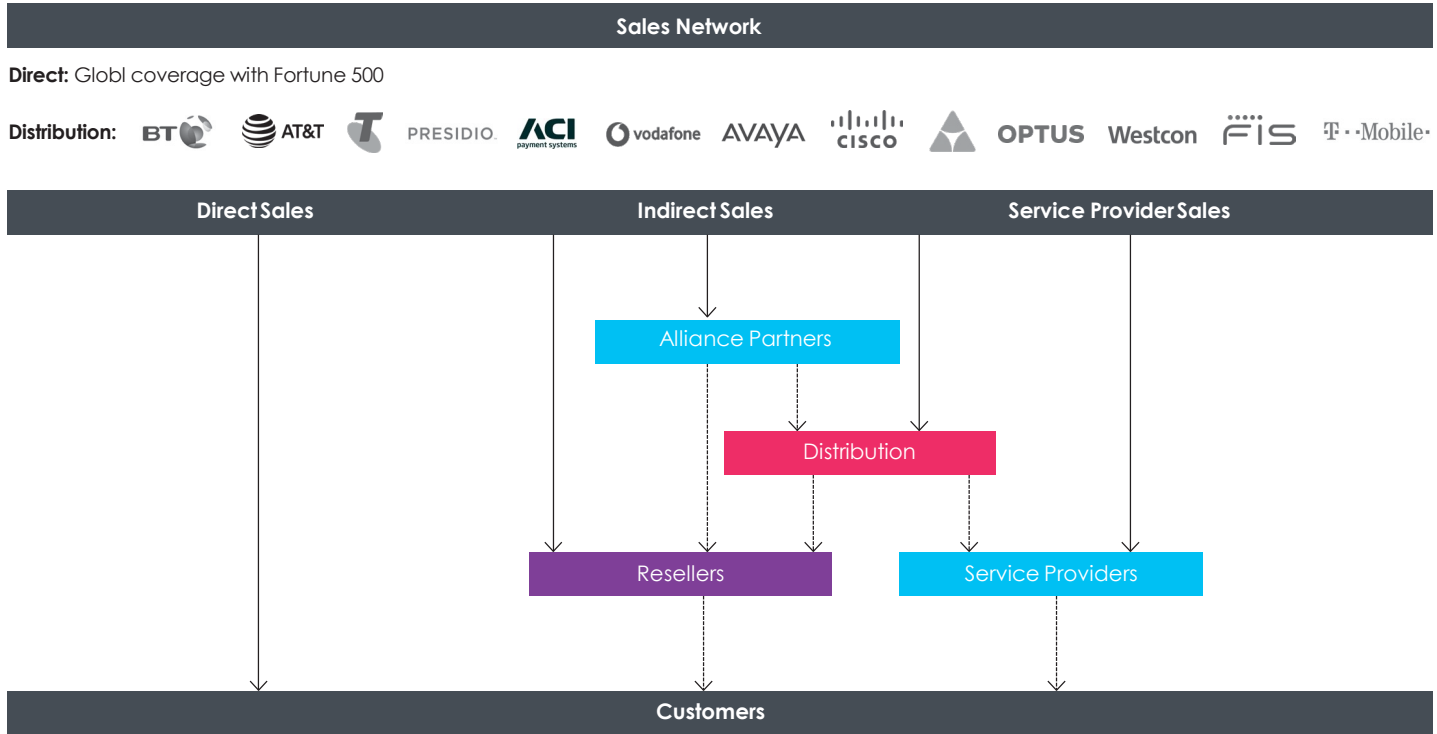 Sales Network
Direct: Globl coverage with Fortune 500
Distribution: BT AT&T T PRESIDIO. ACI payment systems vodafone AVAYA cisco OPTUS Westcon FIS T··Mobile·
Direct Sales Indirect Sales Service Provider Sales
Alliance Partners
Distribution
Resellers Service Providers
Customers